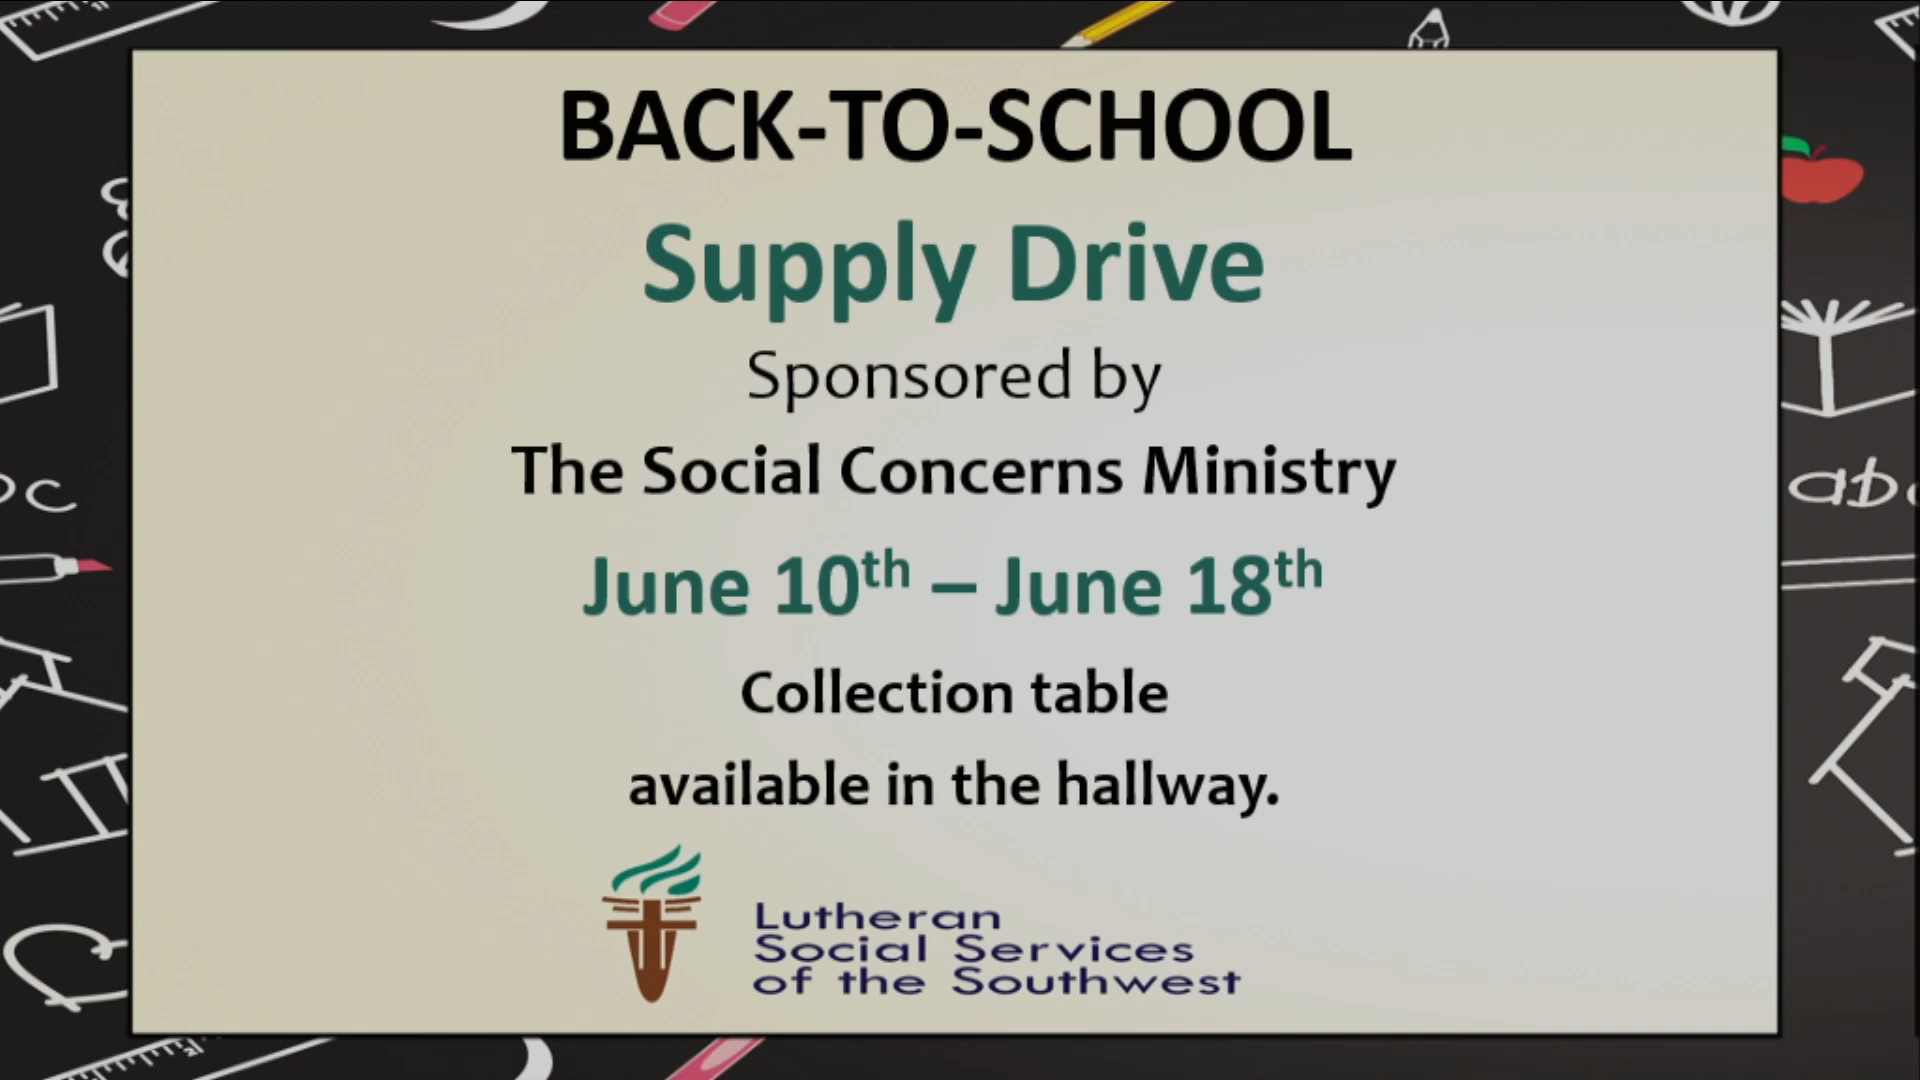 BACK-TO-SCHOOL
Supply Drive
Sponsored by
The Social Concerns Ministry
June 10th – June 18th
Collection table
available in the hallway.
Lutheran
Social Services
of the Southwest